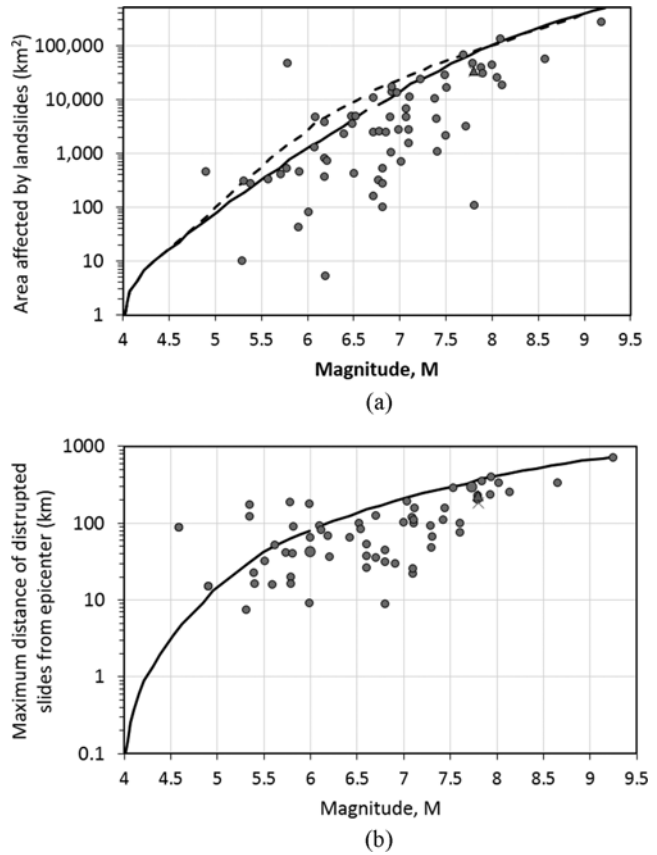 Area affected by landslides (km²)
100,000
10,000
1,000
100
10
1
4 4.5 5 5.5 6 6.5 7 7.5 8 8.5 9 9.5
Magnitude, M
(a)
Maximum distance of distrupted
slides from epicenter (km)
1000
100
10
1
0.1
4 4.5 5 5.5 6 6.5 7 7.5 8 8.5 9 9.5
Magnitude, M
(b)